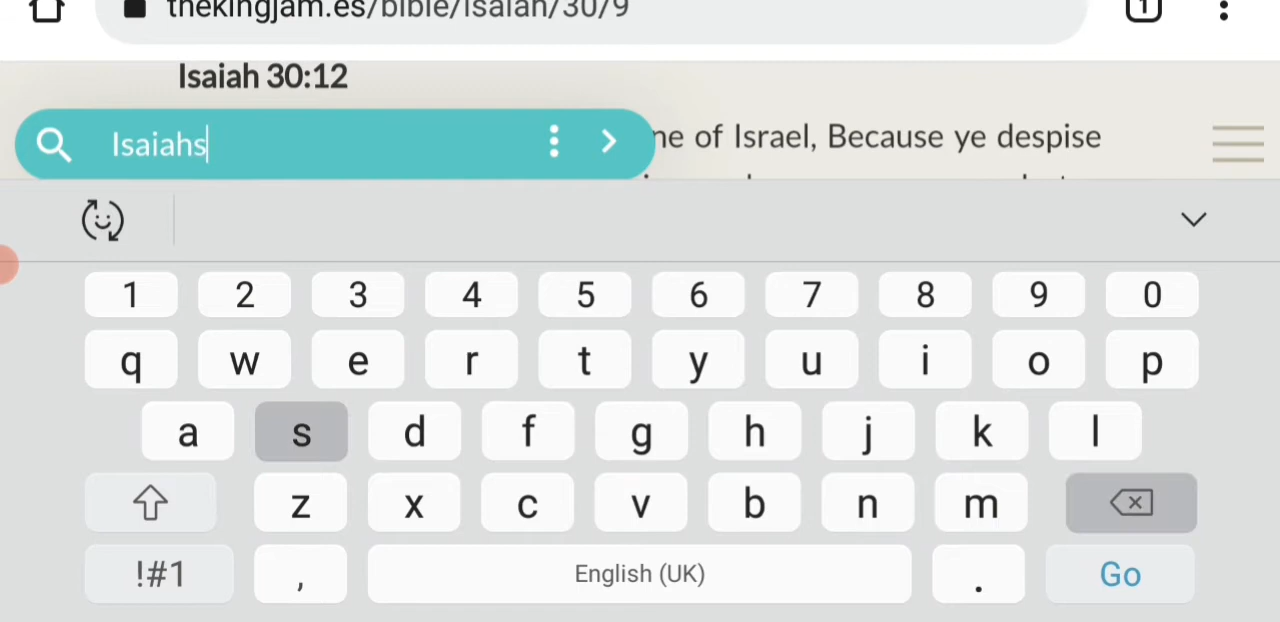 thekingjam.es/bible/isaiah/30/9
1
Isaiah 30:12
Isaiahs
ne of Israel, Because ye despise
1 2 3 4 5 6 7 8 9 0
q w e r t y u i o p
a s d f g h j k l
z x c v b n m
!#1 , English (UK) . Go